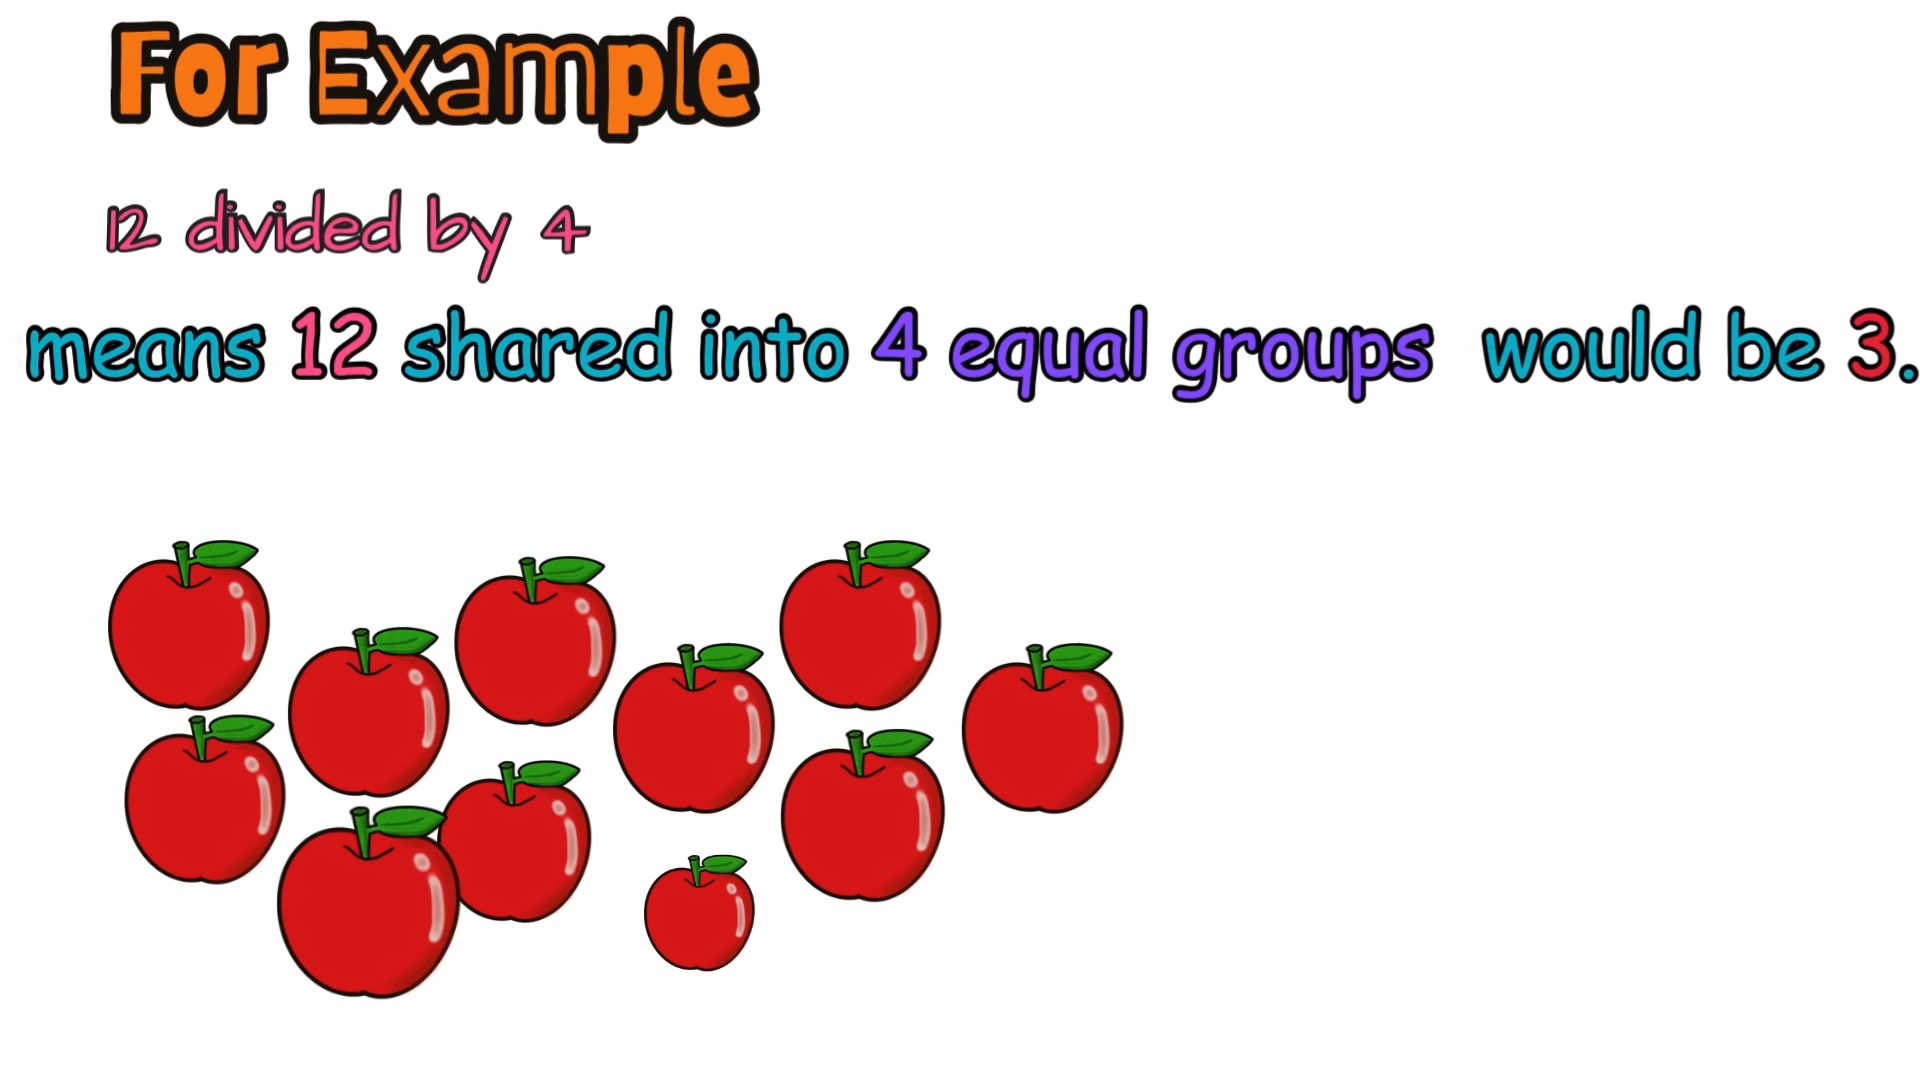 For Example
12 divided by 4
means 12 shared into 4 equal groups would be 3.